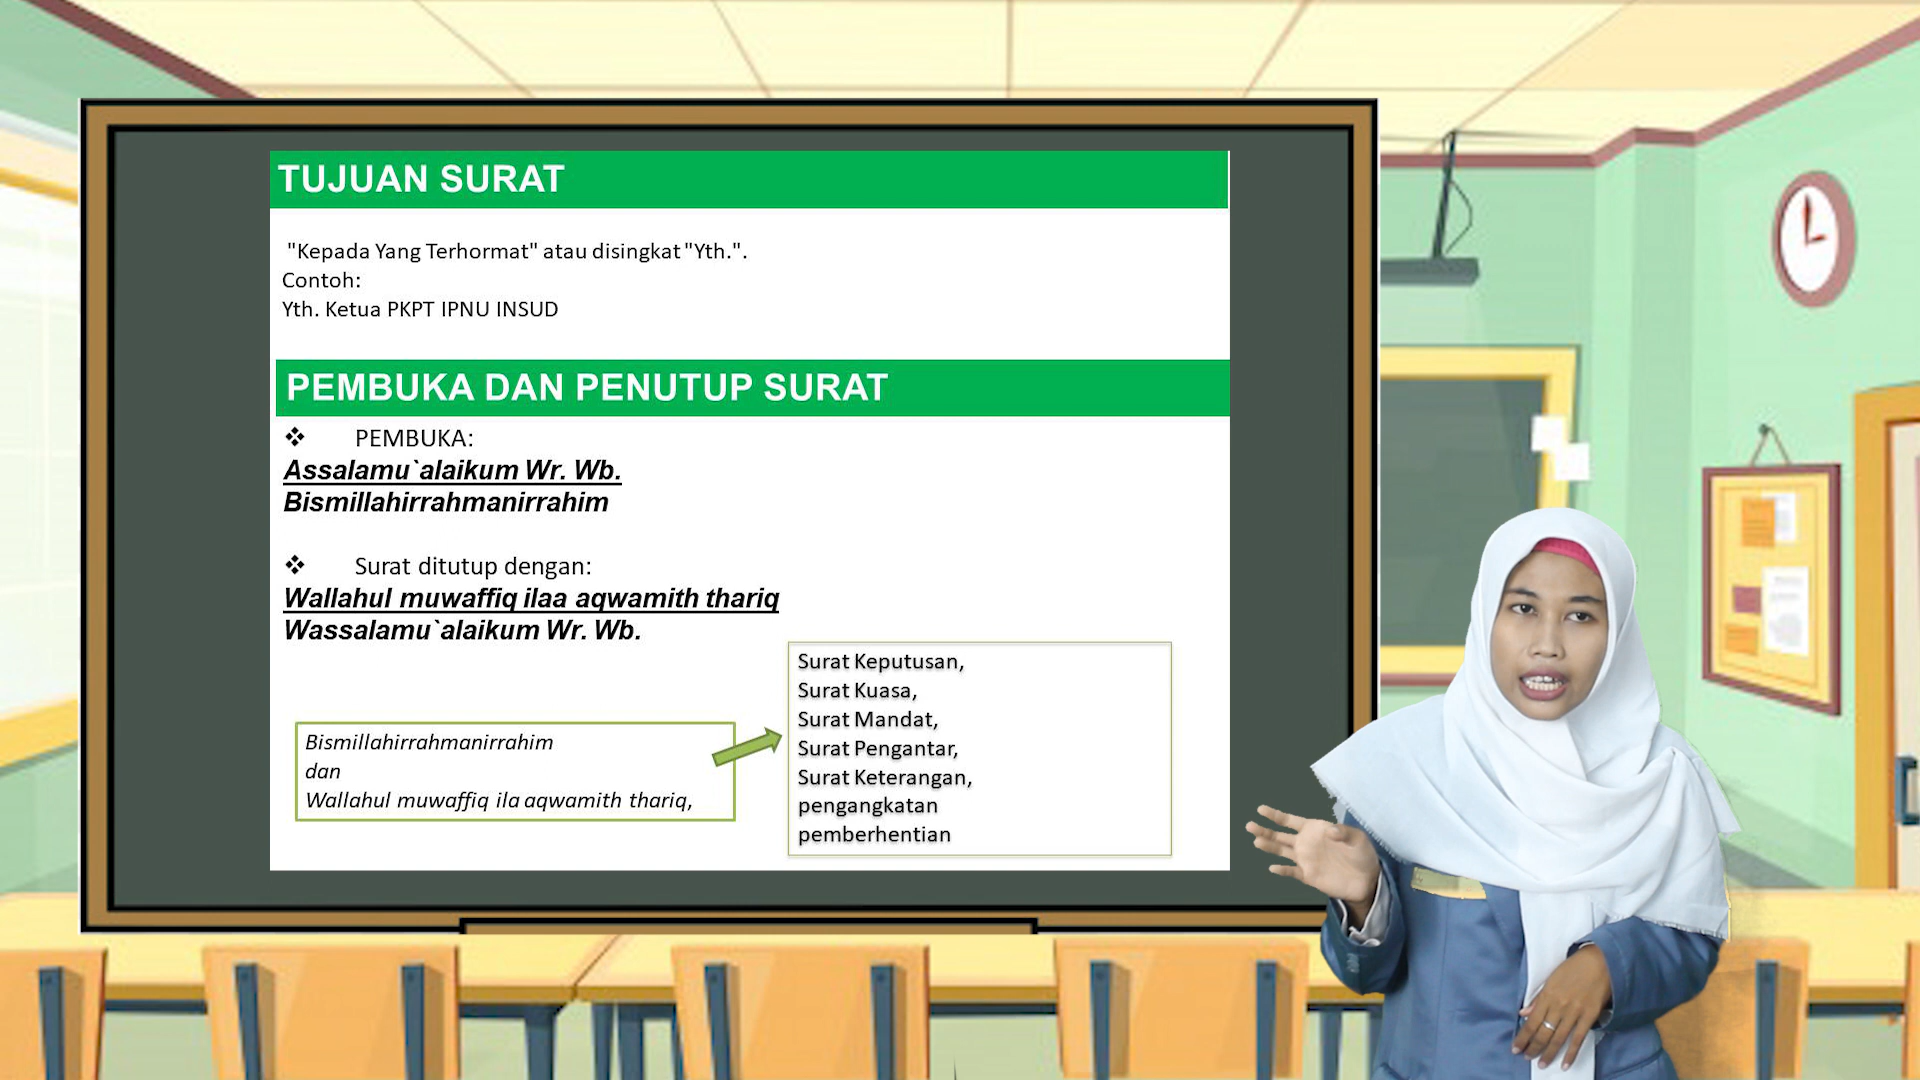 TUJUAN SURAT
"Kepada Yang Terhormat" atau disingkat "Yth.".
Contoh:
Yth. Ketua PKPT IPNU INSUD
PEMBUKA DAN PENUTUP SURAT
❖ PEMBUKA:
Assalamu`alaikum Wr. Wb.
Bismillahirrahmanirrahim
❖ Surat ditutup dengan:
Wallahul muwaffiq ilaa aqwamith thariq
Wassalamu`alaikum Wr. Wb.
Bismillahirrahmanirrahim
dan
Wallahul muwaffiq ila aqwamith thariq,
Surat Keputusan,
Surat Kuasa,
Surat Mandat,
Surat Pengantar,
Surat Keterangan,
pengangkatan
pemberhentian